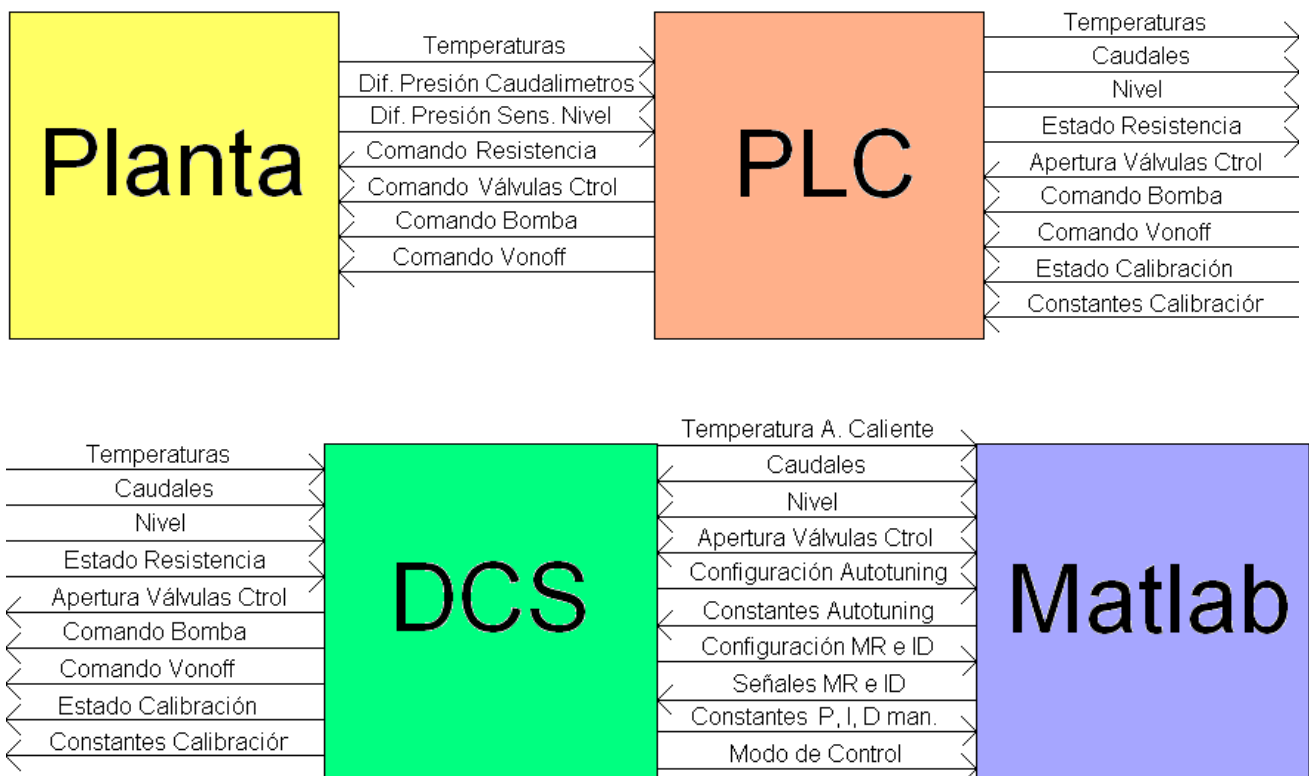 Planta
Temperaturas
Dif. Presión Caudalimetros
Dif. Presión Sens. Nivel
Comando Resistencia
Comando Válvulas Ctrol
Comando Bomba
Comando Vonoff
PLC
Temperaturas
Caudales
Nivel
Estado Resistencia
Apertura Válvulas Ctrol
Comando Bomba
Comando Vonoff
Estado Calibración
Constantes Calibración
Temperaturas
Caudales
Nivel
Estado Resistencia
Apertura Válvulas Ctrol
Comando Bomba
Comando Vonoff
Estado Calibración
Constantes Calibración
DCS
Temperatura A. Caliente
Caudales
Nivel
Apertura Válvulas Ctrol
Configuración Autotuning
Constantes Autotuning
Configuración MR e ID
Señales MR e ID
Constantes P, I, D man.
Modo de Control
Matlab